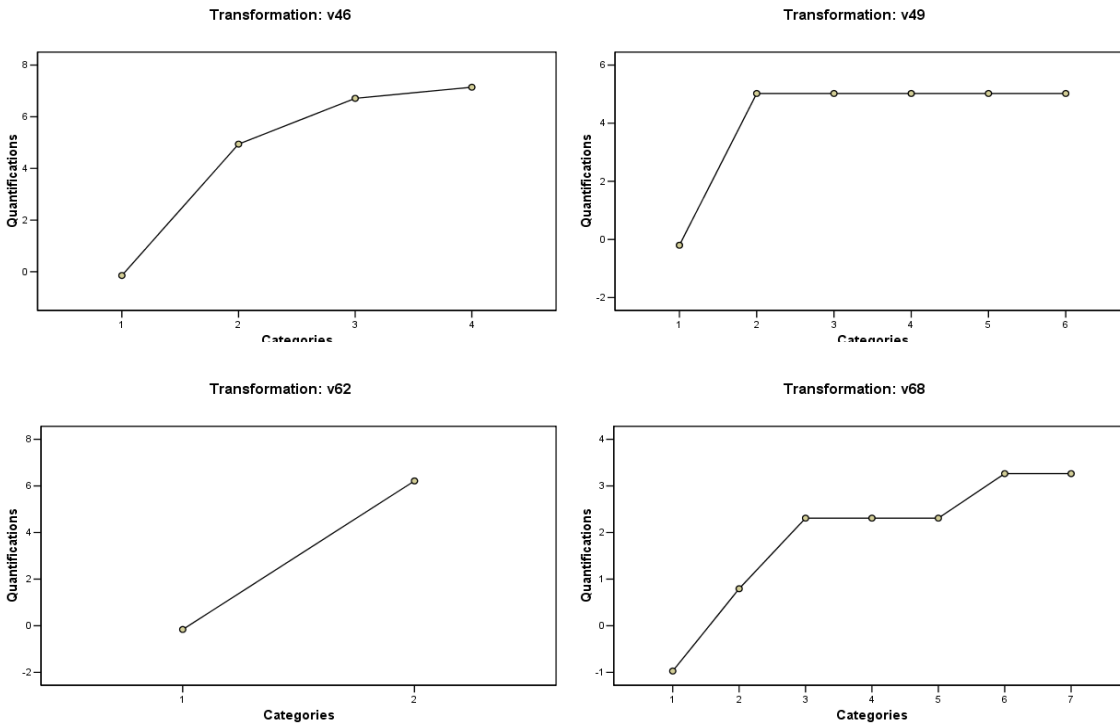 Transformation: v46
Quantifications
8
6
4
2
0
1 2 3 4
Categories
Transformation: v49
Quantifications
6
4
2
0
-2
1 2 3 4 5 6
Categories
Transformation: v62
Quantifications
8
6
4
2
0
-2
1 2
Categories
Transformation: v68
Quantifications
4
3
2
1
0
-1
1 2 3 4 5 6 7
Categories